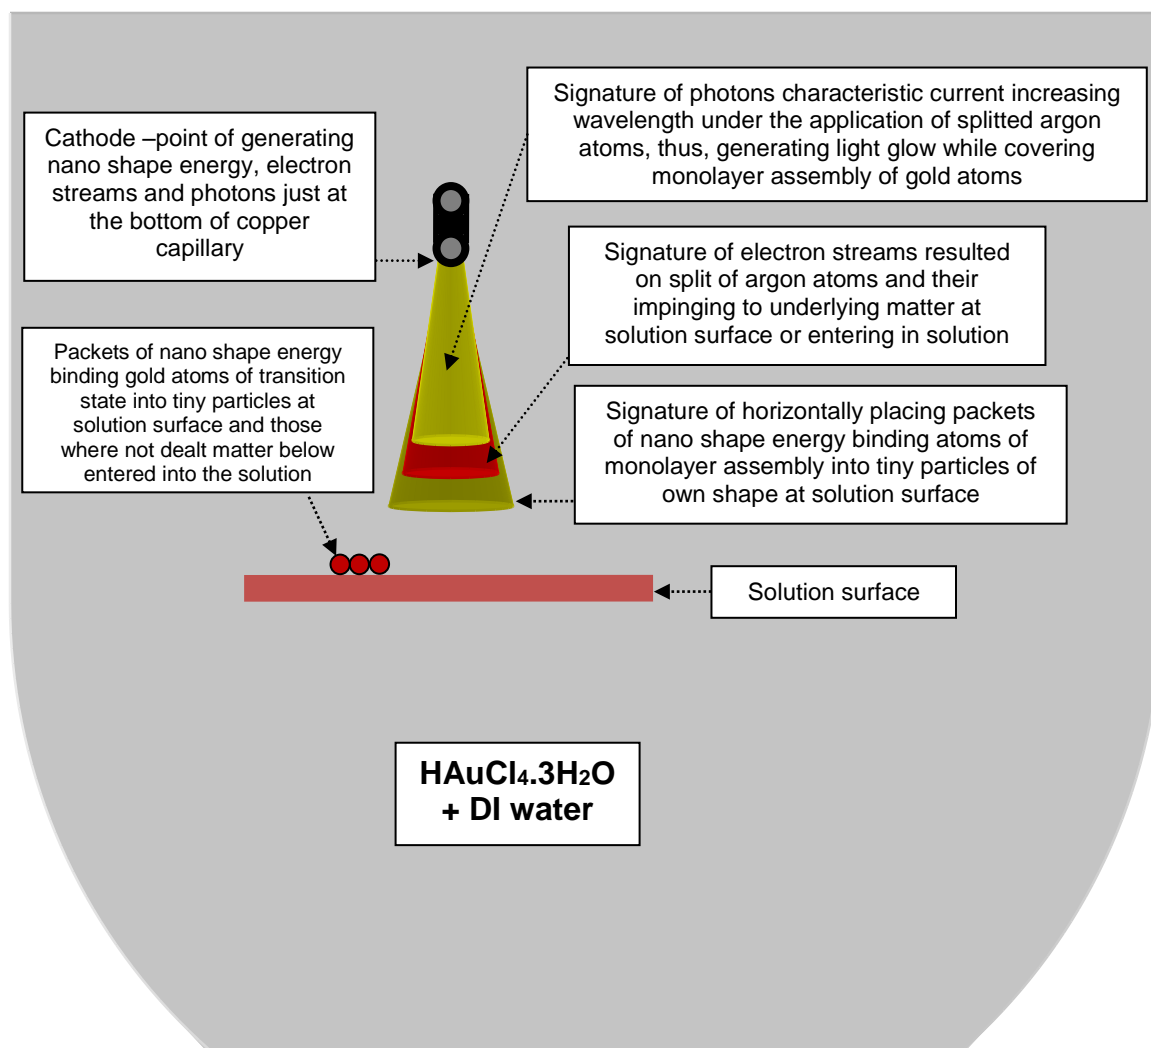 Cathode –point of generating
nano shape energy, electron
streams and photons just at
the bottom of copper
capillary
Signature of photons characteristic current increasing
wavelength under the application of splitted argon
atoms, thus, generating light glow while covering
monolayer assembly of gold atoms
Signature of electron streams resulted
on split of argon atoms and their
impinging to underlying matter at
solution surface or entering in solution
Packets of nano shape energy
binding gold atoms of transition
state into tiny particles at
solution surface and those
where not dealt matter below
entered into the solution
Signature of horizontally placing packets
of nano shape energy binding atoms of
monolayer assembly into tiny particles of
own shape at solution surface
Solution surface
HAuCl₄.3H₂O
+ DI water